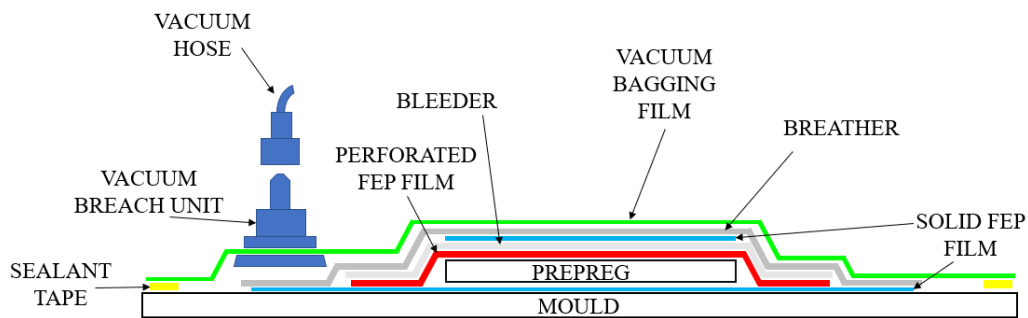 VACUUM
HOSE
VACUUM
BAGGING
FILM
BLEEDER
BREATHER
PERFORATED
FEP FILM
VACUUM
BREACH UNIT
SOLID FEP
FILM
SEALANT
TAPE
PREPREG
MOULD